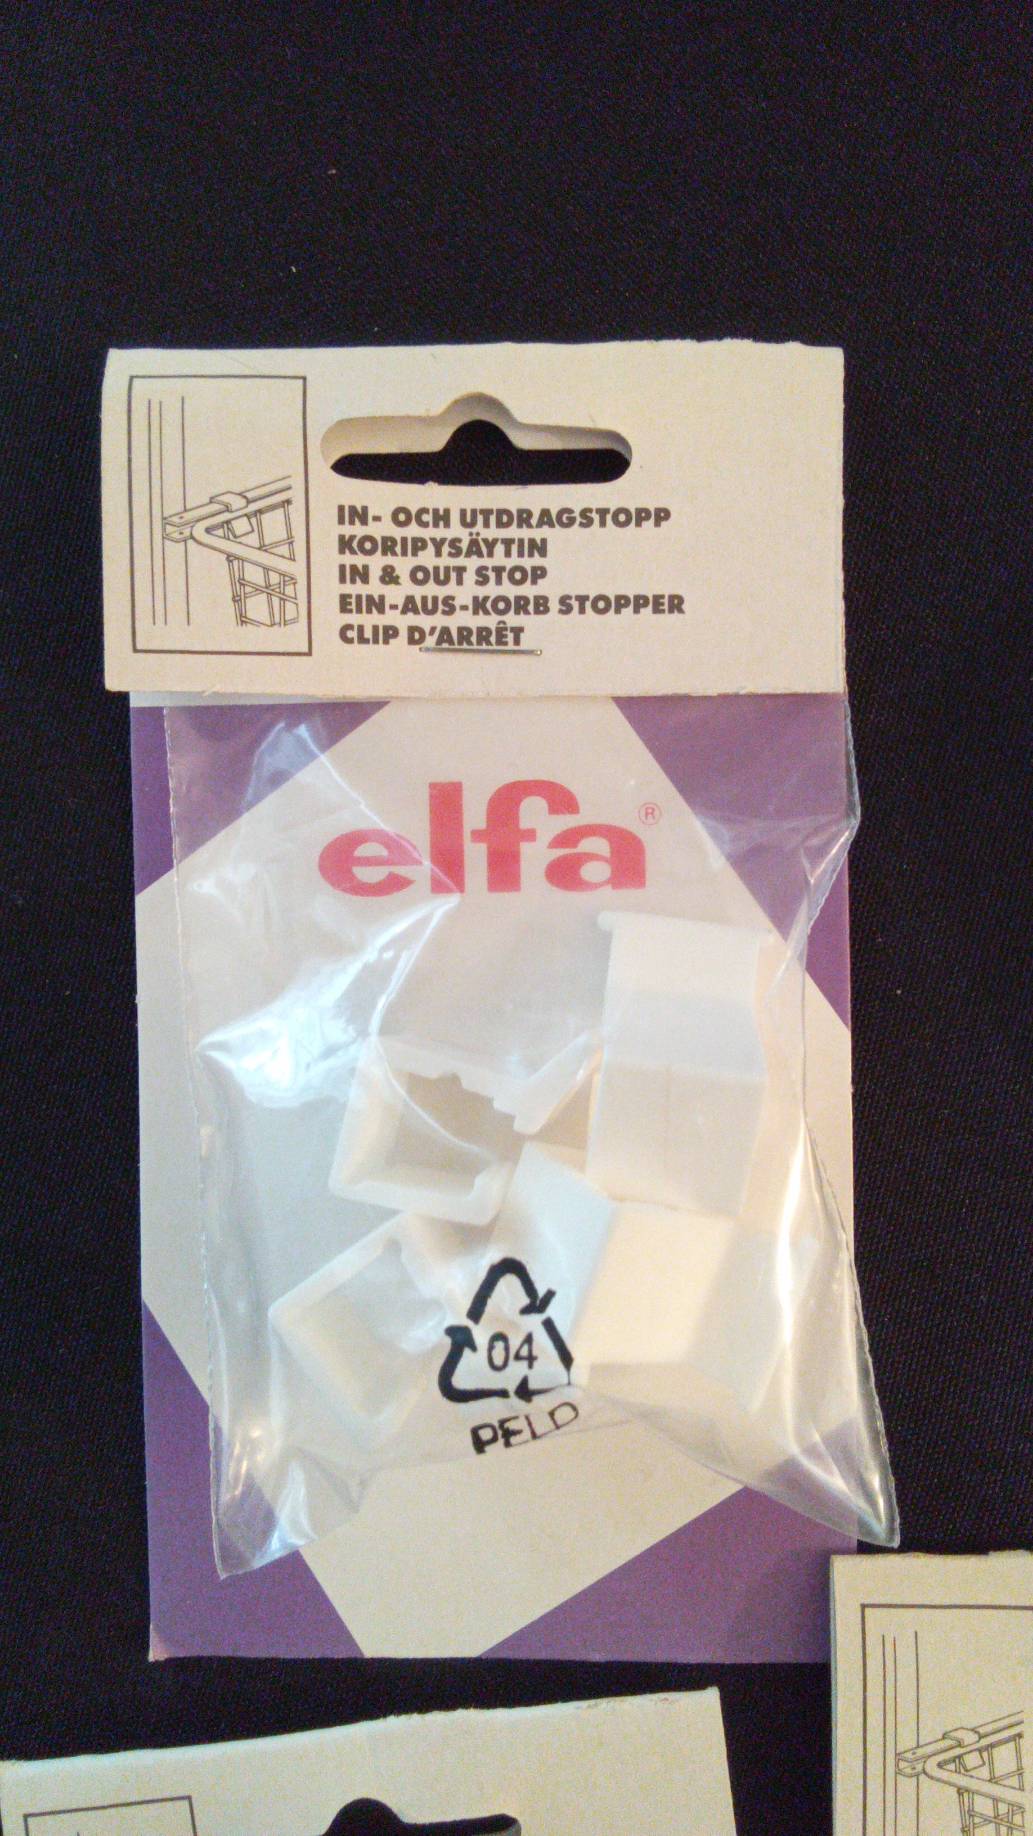 IN- OCH UTDRAGSTOPP
KORIPYSÄYTIN
IN & OUT STOP
EIN-AUS-KORB STOPPER
CLIP D'ARRÊT
elfa®
04
PELD